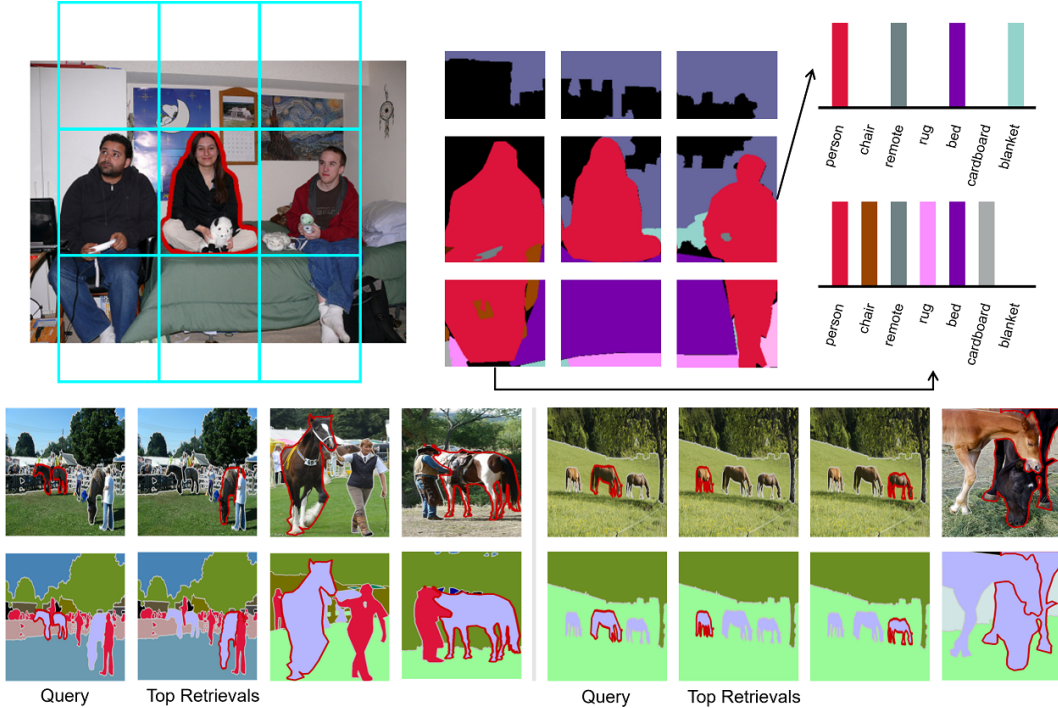 person
chair
remote
rug
bed
cardboard
blanket
person
chair
remote
rug
bed
cardboard
blanket
Query
Top Retrievals
Query
Top Retrievals